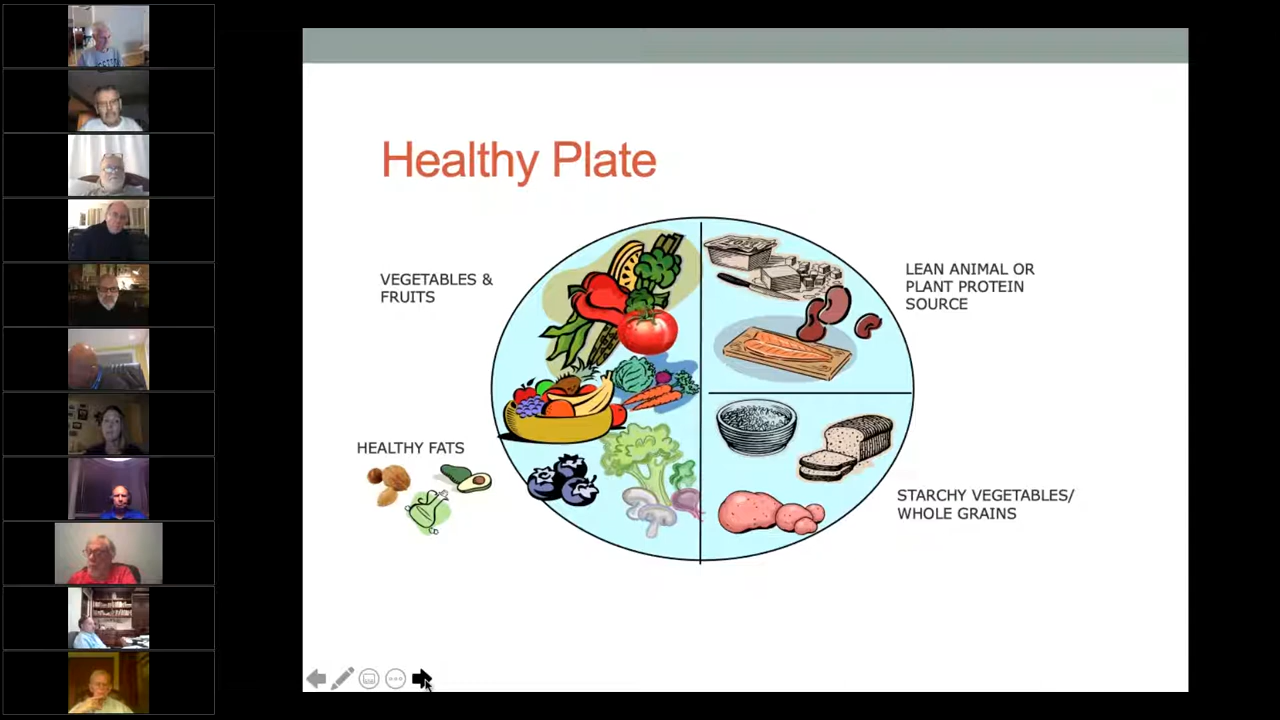 Healthy Plate
VEGETABLES &
FRUITS
LEAN ANIMAL OR
PLANT PROTEIN
SOURCE
HEALTHY FATS
STARCHY VEGETABLES/
WHOLE GRAINS